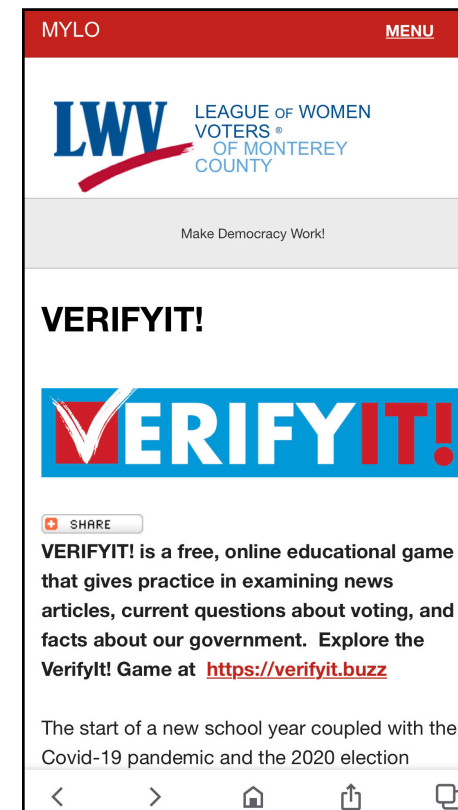 MYLO MENU
LWV
LEAGUE OF WOMEN
VOTERS ®
OF MONTEREY
COUNTY
Make Democracy Work!
VERIFYIT!
VERIFYIT!
SHARE
VERIFYIT! is a free, online educational game
that gives practice in examining news
articles, current questions about voting, and
facts about our government. Explore the
VerifyIt! Game at https://verifyit.buzz
The start of a new school year coupled with the
Covid-19 pandemic and the 2020 election